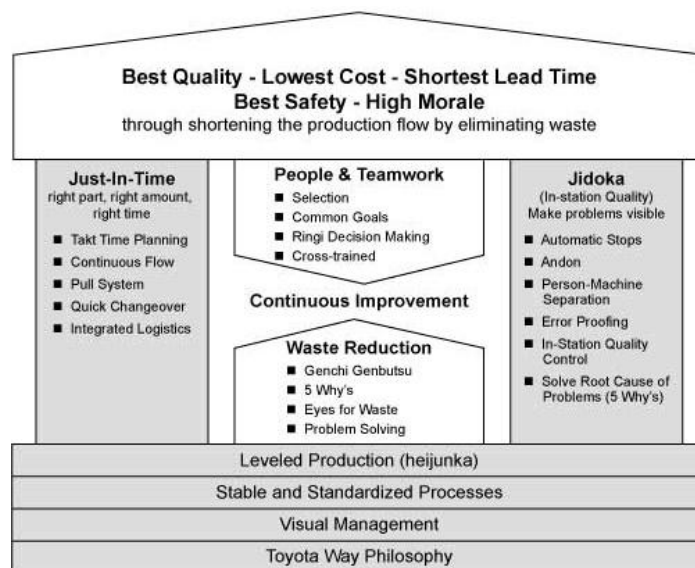 Best Quality - Lowest Cost - Shortest Lead Time
Best Safety - High Morale
through shortening the production flow by eliminating waste
Just-In-Time
right part, right amount,
right time
Takt Time Planning
Continuous Flow
Pull System
Quick Changeover
Integrated Logistics
People & Teamwork
Selection
Common Goals
Ringi Decision Making
Cross-trained
Continuous Improvement
Waste Reduction
Genchi Genbutsu
5 Why's
Eyes for Waste
Problem Solving
Jidoka
(In-station Quality)
Make problems visible
Automatic Stops
Andon
Person-Machine
Separation
Error Proofing
In-Station Quality
Control
Solve Root Cause of
Problems (5 Why's)
Leveled Production (heijunka)
Stable and Standardized Processes
Visual Management
Toyota Way Philosophy